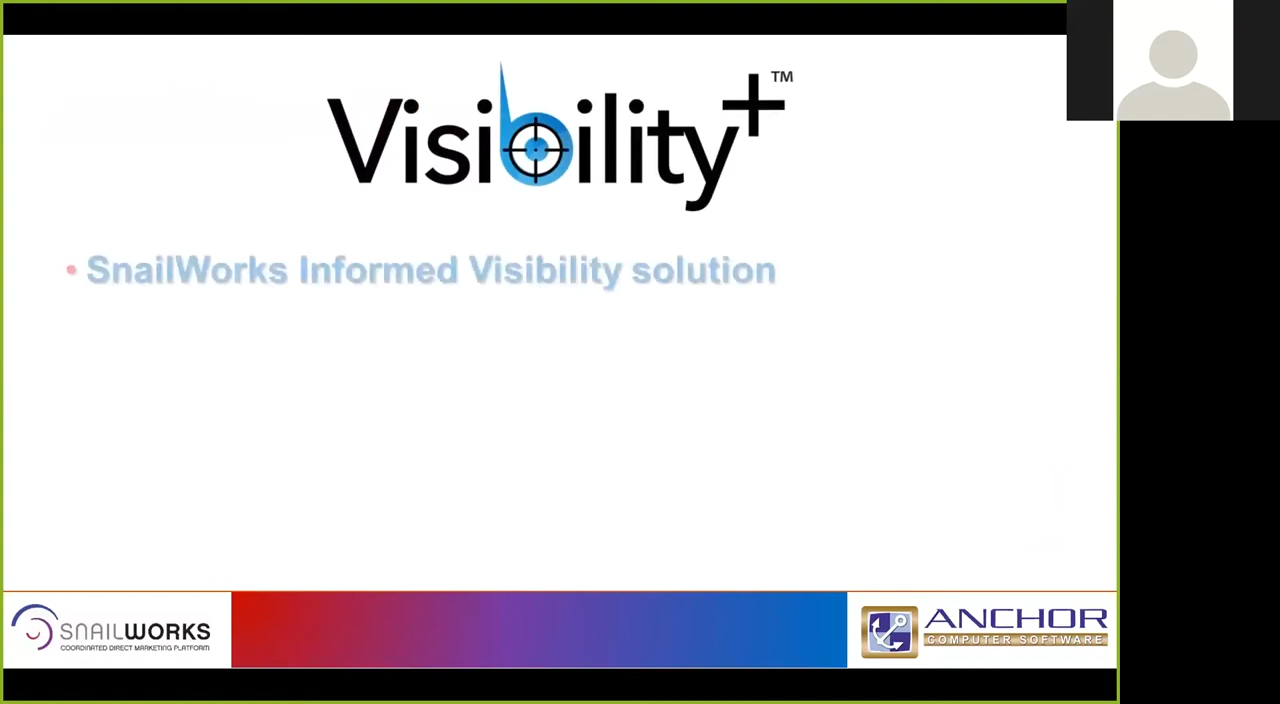 Visibility+™
• SnailWorks Informed Visibility solution
SNAILWORKS
COORDINATED DIRECT MARKETING PLATFORM
ANCHOR
COMPUTER SOFTWARE